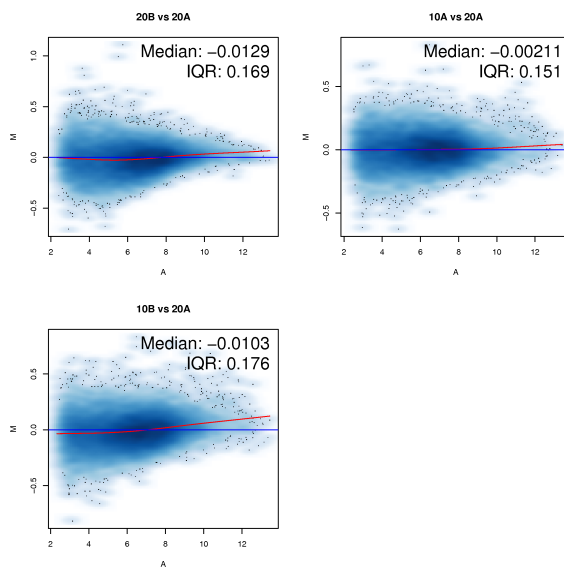 20B vs 20A
Median: −0.0129
IQR: 0.169
1.0
0.5
0.0
−0.5
M
2 4 6 8 10 12
A
10A vs 20A
Median: −0.00211
IQR: 0.151
0.5
0.0
−0.5
M
2 4 6 8 10 12
A
10B vs 20A
Median: −0.0103
IQR: 0.176
0.5
0.0
−0.5
M
2 4 6 8 10 12
A